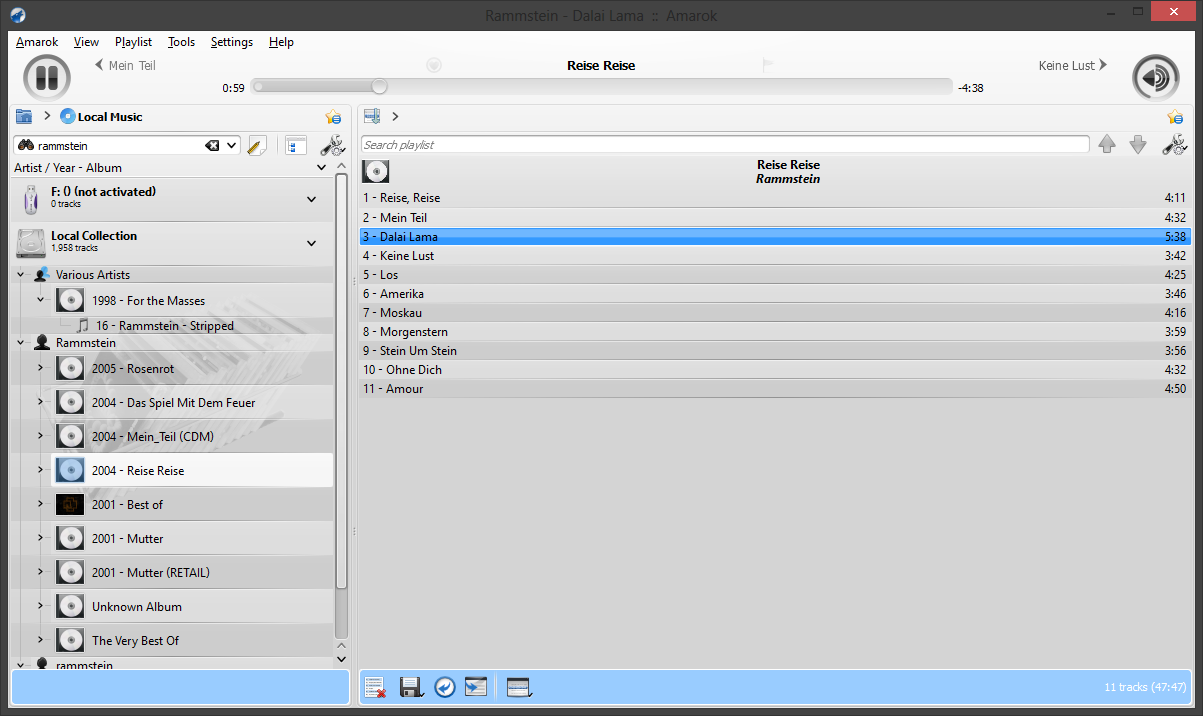 Rammstein - Dalai Lama :: Amarok
Amarok View Playlist Tools Settings Help
Mein Teil
Reise Reise
Keine Lust
0:59
-4:38
Local Music
rammstein
Artist / Year - Album
F: () (not activated)
0 tracks
Local Collection
1,958 tracks
Various Artists
1998 - For the Masses
16 - Rammstein - Stripped
Rammstein
2005 - Rosenrot
2004 - Das Spiel Mit Dem Feuer
2004 - Mein_Teil (CDM)
2004 - Reise Reise
2001 - Best of
2001 - Mutter
2001 - Mutter (RETAIL)
Unknown Album
The Very Best Of
rammstein
Search playlist
Reise Reise
Rammstein
1 - Reise, Reise 4:11
2 - Mein Teil 4:32
3 - Dalai Lama 5:38
4 - Keine Lust 3:42
5 - Los 4:25
6 - Amerika 3:46
7 - Moskau 4:16
8 - Morgenstern 3:59
9 - Stein Um Stein 3:56
10 - Ohne Dich 4:32
11 - Amour 4:50
11 tracks (47:47)